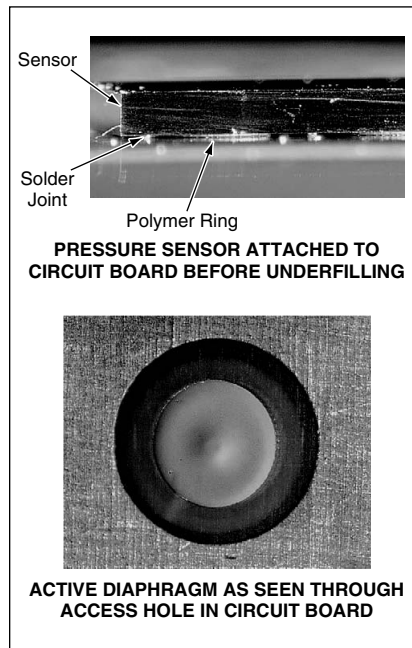 Sensor
Solder
Joint
Polymer Ring
PRESSURE SENSOR ATTACHED TO
CIRCUIT BOARD BEFORE UNDERFILLING
ACTIVE DIAPHRAGM AS SEEN THROUGH
ACCESS HOLE IN CIRCUIT BOARD